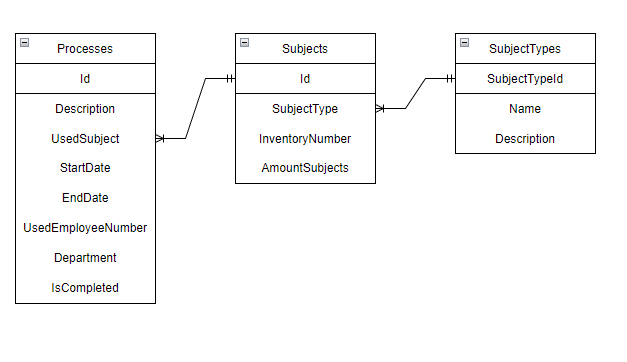 Processes
Id
Description
UsedSubject
StartDate
EndDate
UsedEmployeeNumber
Department
IsCompleted
Subjects
Id
SubjectType
InventoryNumber
AmountSubjects
SubjectTypes
SubjectTypeId
Name
Description